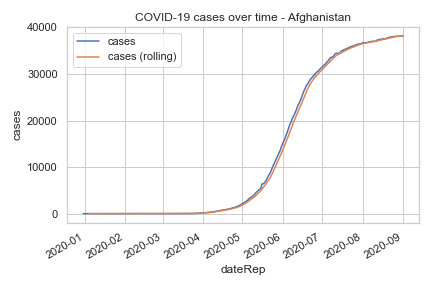 COVID-19 cases over time - Afghanistan
cases
cases (rolling)
40000
30000
20000
10000
0
cases
2020-01
2020-02
2020-03
2020-04
2020-05
2020-06
2020-07
2020-08
2020-09
dateRep